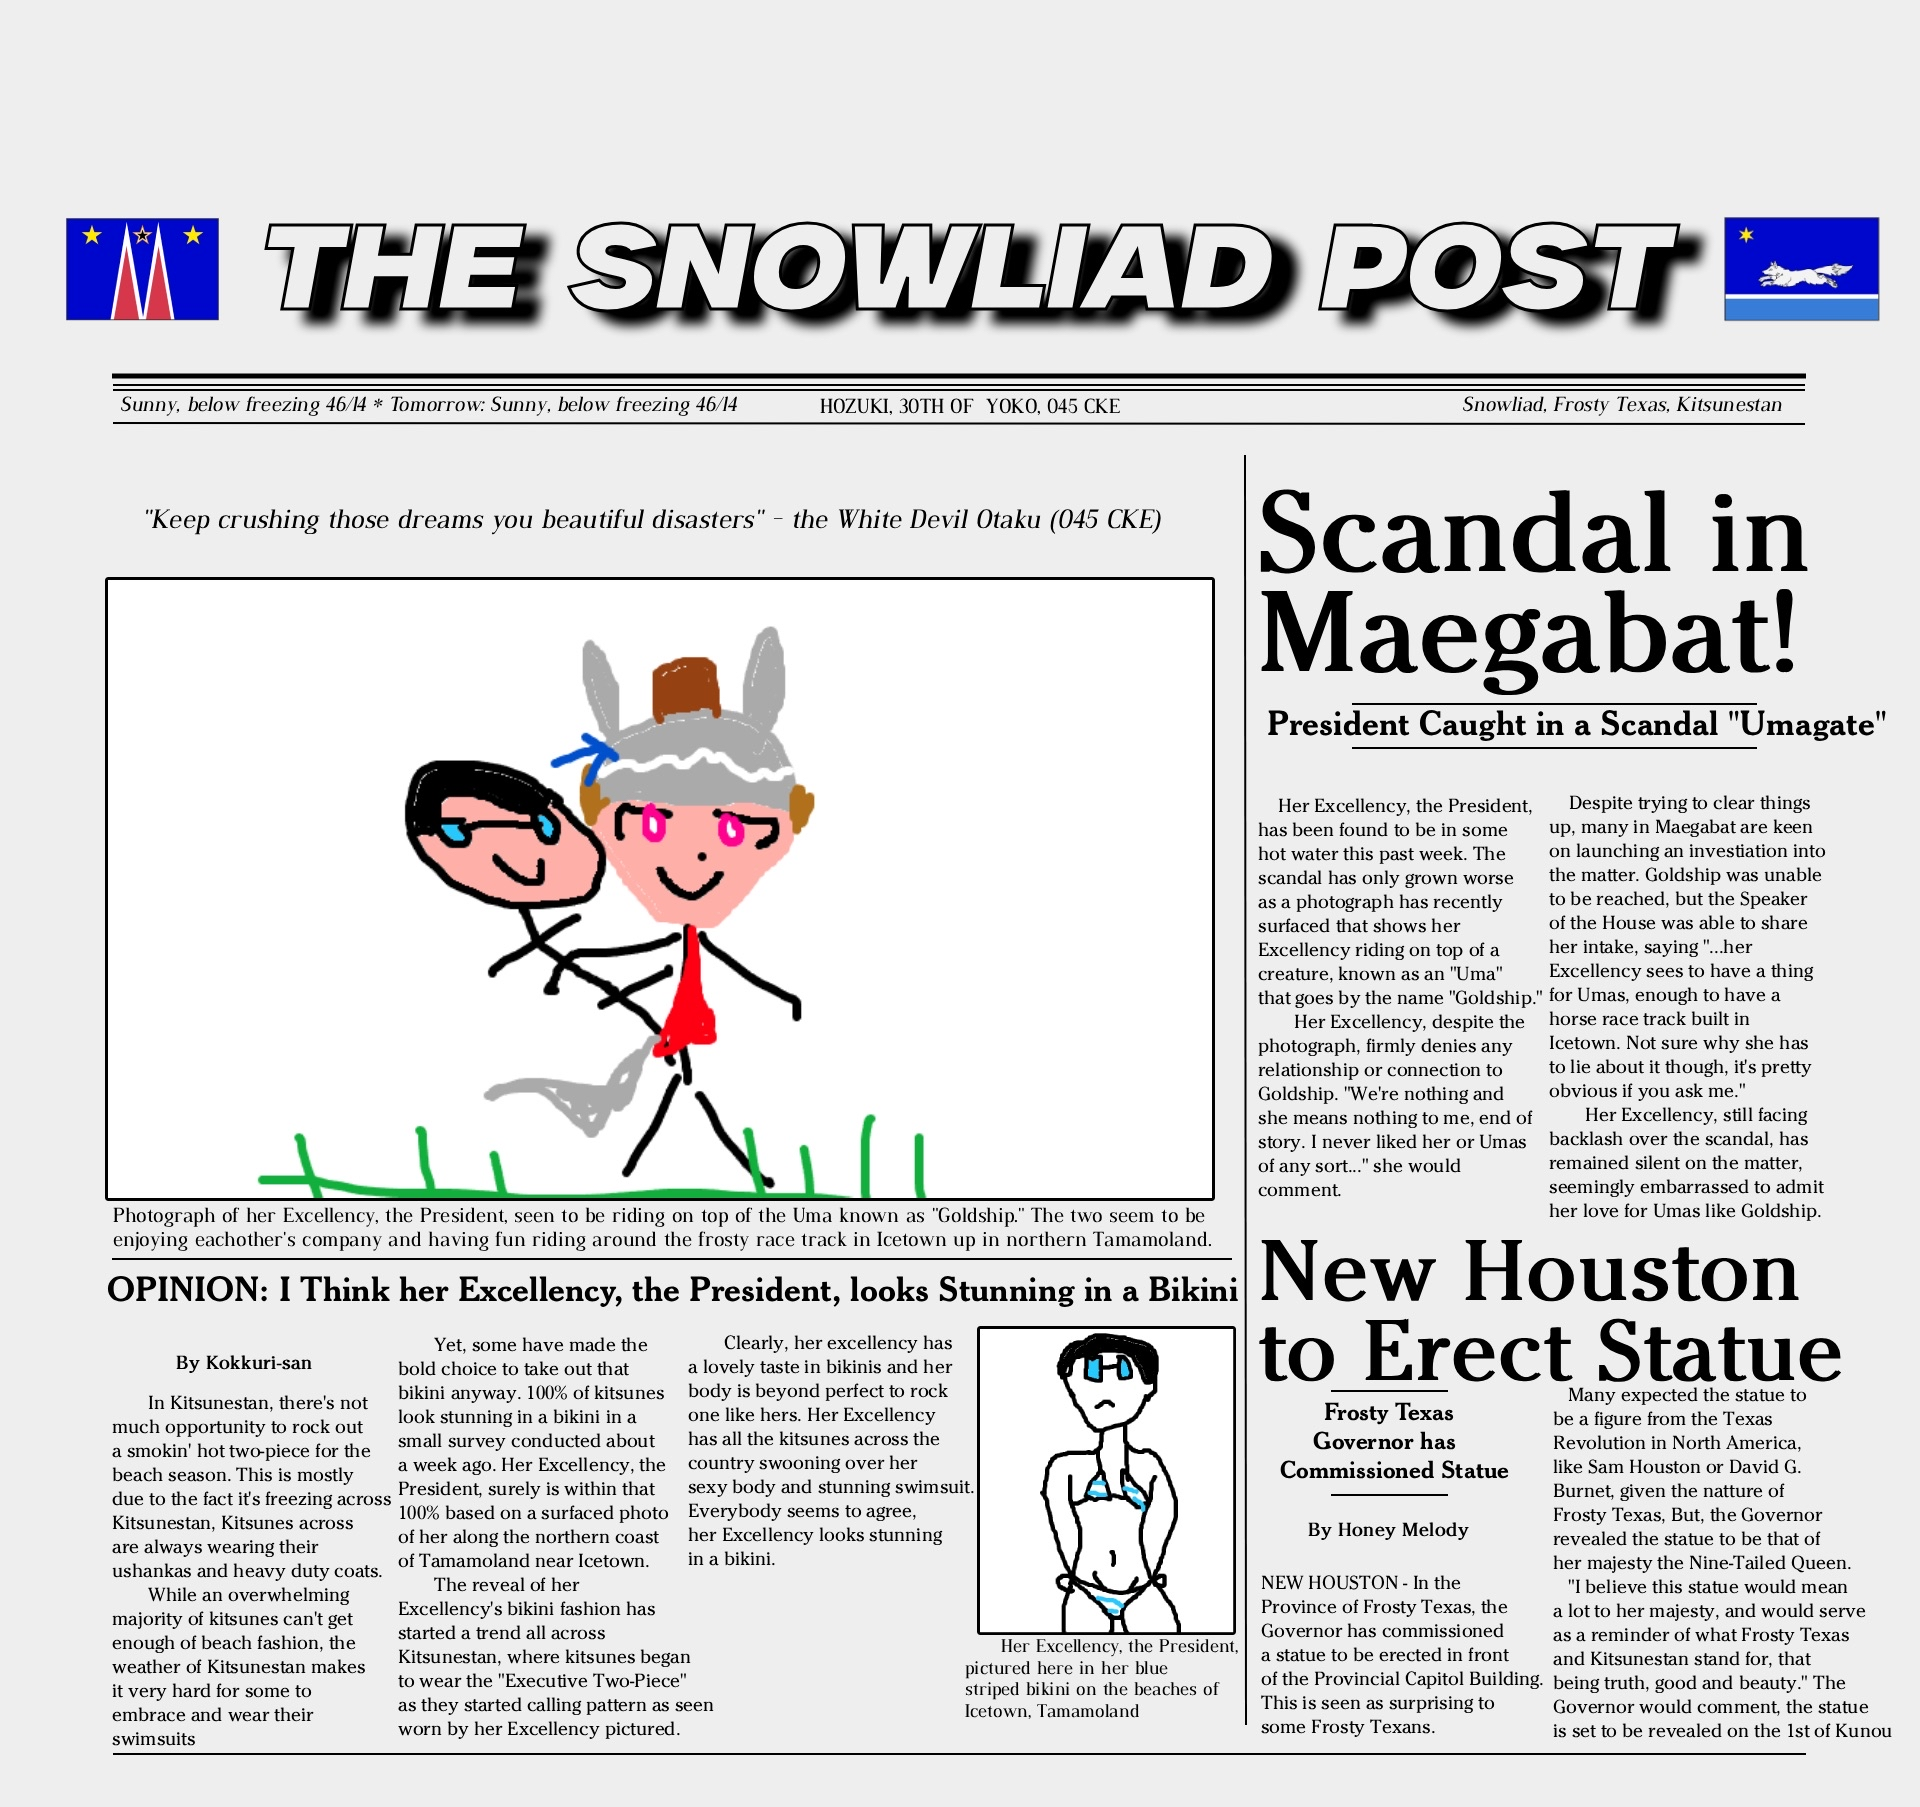 THE SNOWLIAD POST
Sunny, below freezing 46/14 * Tomorrow: Sunny, below freezing 46/14
HOZUKI, 30TH OF YOKO, 045 CKE
Snowliad, Frosty Texas, Kitsunestan
"Keep crushing those dreams you beautiful disasters" - the White Devil Otaku (045 CKE)
Photograph of her Excellency, the President, seen to be riding on top of the Uma known as "Goldship." The two seem to be
enjoying eachother's company and having fun riding around the frosty race track in Icetown up in northern Tamamoland.
Scandal in
Maegabat!
President Caught in a Scandal "Umagate"
Her Excellency, the President,
has been found to be in some
hot water this past week. The
scandal has only grown worse
as a photograph has recently
surfaced that shows her
Excellency riding on top of a
creature, known as an "Uma"
that goes by the name "Goldship."
Her Excellency, despite the
photograph, firmly denies any
relationship or connection to
Goldship. "We're nothing and
she means nothing to me, end of
story. I never liked her or Umas
of any sort..." she would
comment.
Despite trying to clear things
up, many in Maegabat are keen
on launching an investiation into
the matter. Goldship was unable
to be reached, but the Speaker
of the House was able to share
her intake, saying "...her
Excellency sees to have a thing
for Umas, enough to have a
horse race track built in
Icetown. Not sure why she has
to lie about it though, it's pretty
obvious if you ask me."
Her Excellency, still facing
backlash over the scandal, has
remained silent on the matter,
seemingly embarrassed to admit
her love for Umas like Goldship.
OPINION: I Think her Excellency, the President, looks Stunning in a Bikini
By Kokkuri-san
In Kitsunestan, there's not
much opportunity to rock out
a smokin' hot two-piece for the
beach season. This is mostly
due to the fact it's freezing across
Kitsunestan, Kitsunes across
are always wearing their
ushankas and heavy duty coats.
While an overwhelming
majority of kitsunes can't get
enough of beach fashion, the
weather of Kitsunestan makes
it very hard for some to
embrace and wear their
swimsuits
Yet, some have made the
bold choice to take out that
bikini anyway. 100% of kitsunes
look stunning in a bikini in a
small survey conducted about
a week ago. Her Excellency, the
President, surely is within that
100% based on a surfaced photo
of her along the northern coast
of Tamamoland near Icetown.
The reveal of her
Excellency's bikini fashion has
started a trend all across
Kitsunestan, where kitsunes began
to wear the "Executive Two-Piece"
as they started calling pattern as seen
worn by her Excellency pictured.
Clearly, her excellency has
a lovely taste in bikinis and her
body is beyond perfect to rock
one like hers. Her Excellency
has all the kitsunes across the
country swooning over her
sexy body and stunning swimsuit.
Everybody seems to agree,
her Excellency looks stunning
in a bikini.
Her Excellency, the President,
pictured here in her blue
striped bikini on the beaches of
Icetown, Tamamoland
New Houston
to Erect Statue
Frosty Texas
Governor has
Commissioned Statue
By Honey Melody
NEW HOUSTON - In the
Province of Frosty Texas, the
Governor has commissioned
a statue to be erected in front
of the Provincial Capitol Building.
This is seen as surprising to
some Frosty Texans.
Many expected the statue to
be a figure from the Texas
Revolution in North America,
like Sam Houston or David G.
Burnet, given the natture of
Frosty Texas, But, the Governor
revealed the statue to be that of
her majesty the Nine-Tailed Queen.
"I believe this statue would mean
a lot to her majesty, and would serve
as a reminder of what Frosty Texas
and Kitsunestan stand for, that
being truth, good and beauty." The
Governor would comment, the statue
is set to be revealed on the 1st of Kunou